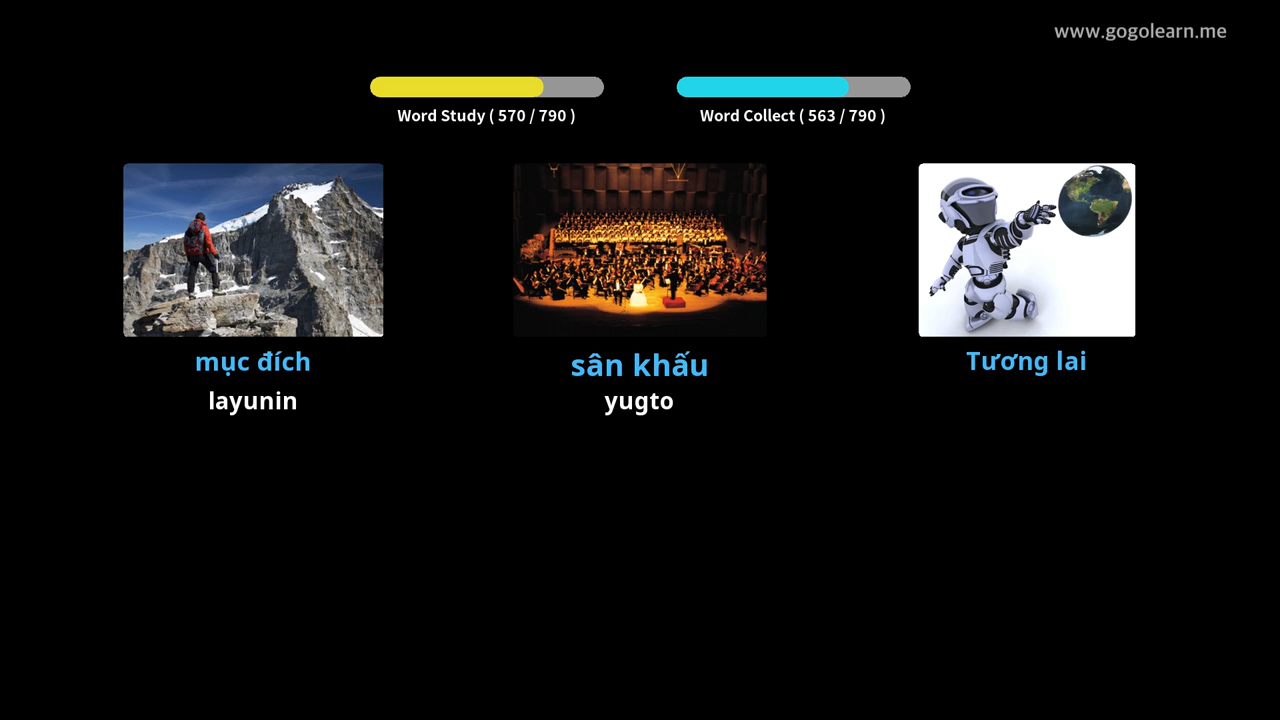 www.gogolearn.me
Word Study ( 570 / 790 )
Word Collect ( 563 / 790 )
mục đích
layunin
sân khấu
yugto
Tương lai